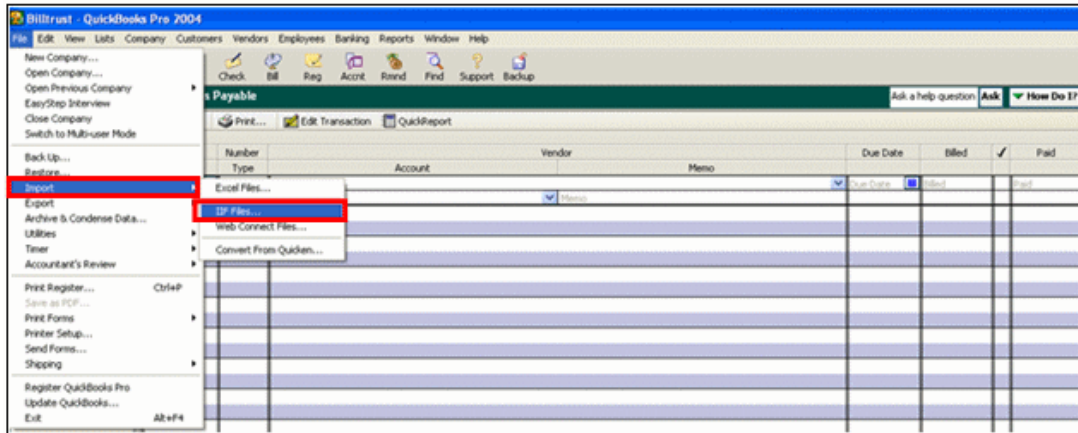 Billtrust - QuickBooks Pro 2004
File Edit View Lists Company Customers Vendors Employees Banking Reports Window Help
New Company...
Open Company...
Open Previous Company
EasyStep Interview
Close Company
Switch to Multi-user Mode
Back Up...
Restore...
Import
Export
Archive & Condense Data...
Utilities
Timer
Accountant's Review
Print Register... Ctrl+P
Save as PDF...
Print Forms
Printer Setup...
Send Forms...
Shipping
Register QuickBooks Pro
Update QuickBooks...
Exit Alt+F4
Excel Files...
IIF Files...
Web Connect Files...
Convert From Quicken...
Check Bill Reg Accnt Rmnd Find Support Backup
s Payable Ask a help question Ask How Do I?
Print... Edit Transaction QuickReport
Number Vendor Due Date Billed ✓ Paid
Type Account Memo
Due Date Billed Paid
Memo